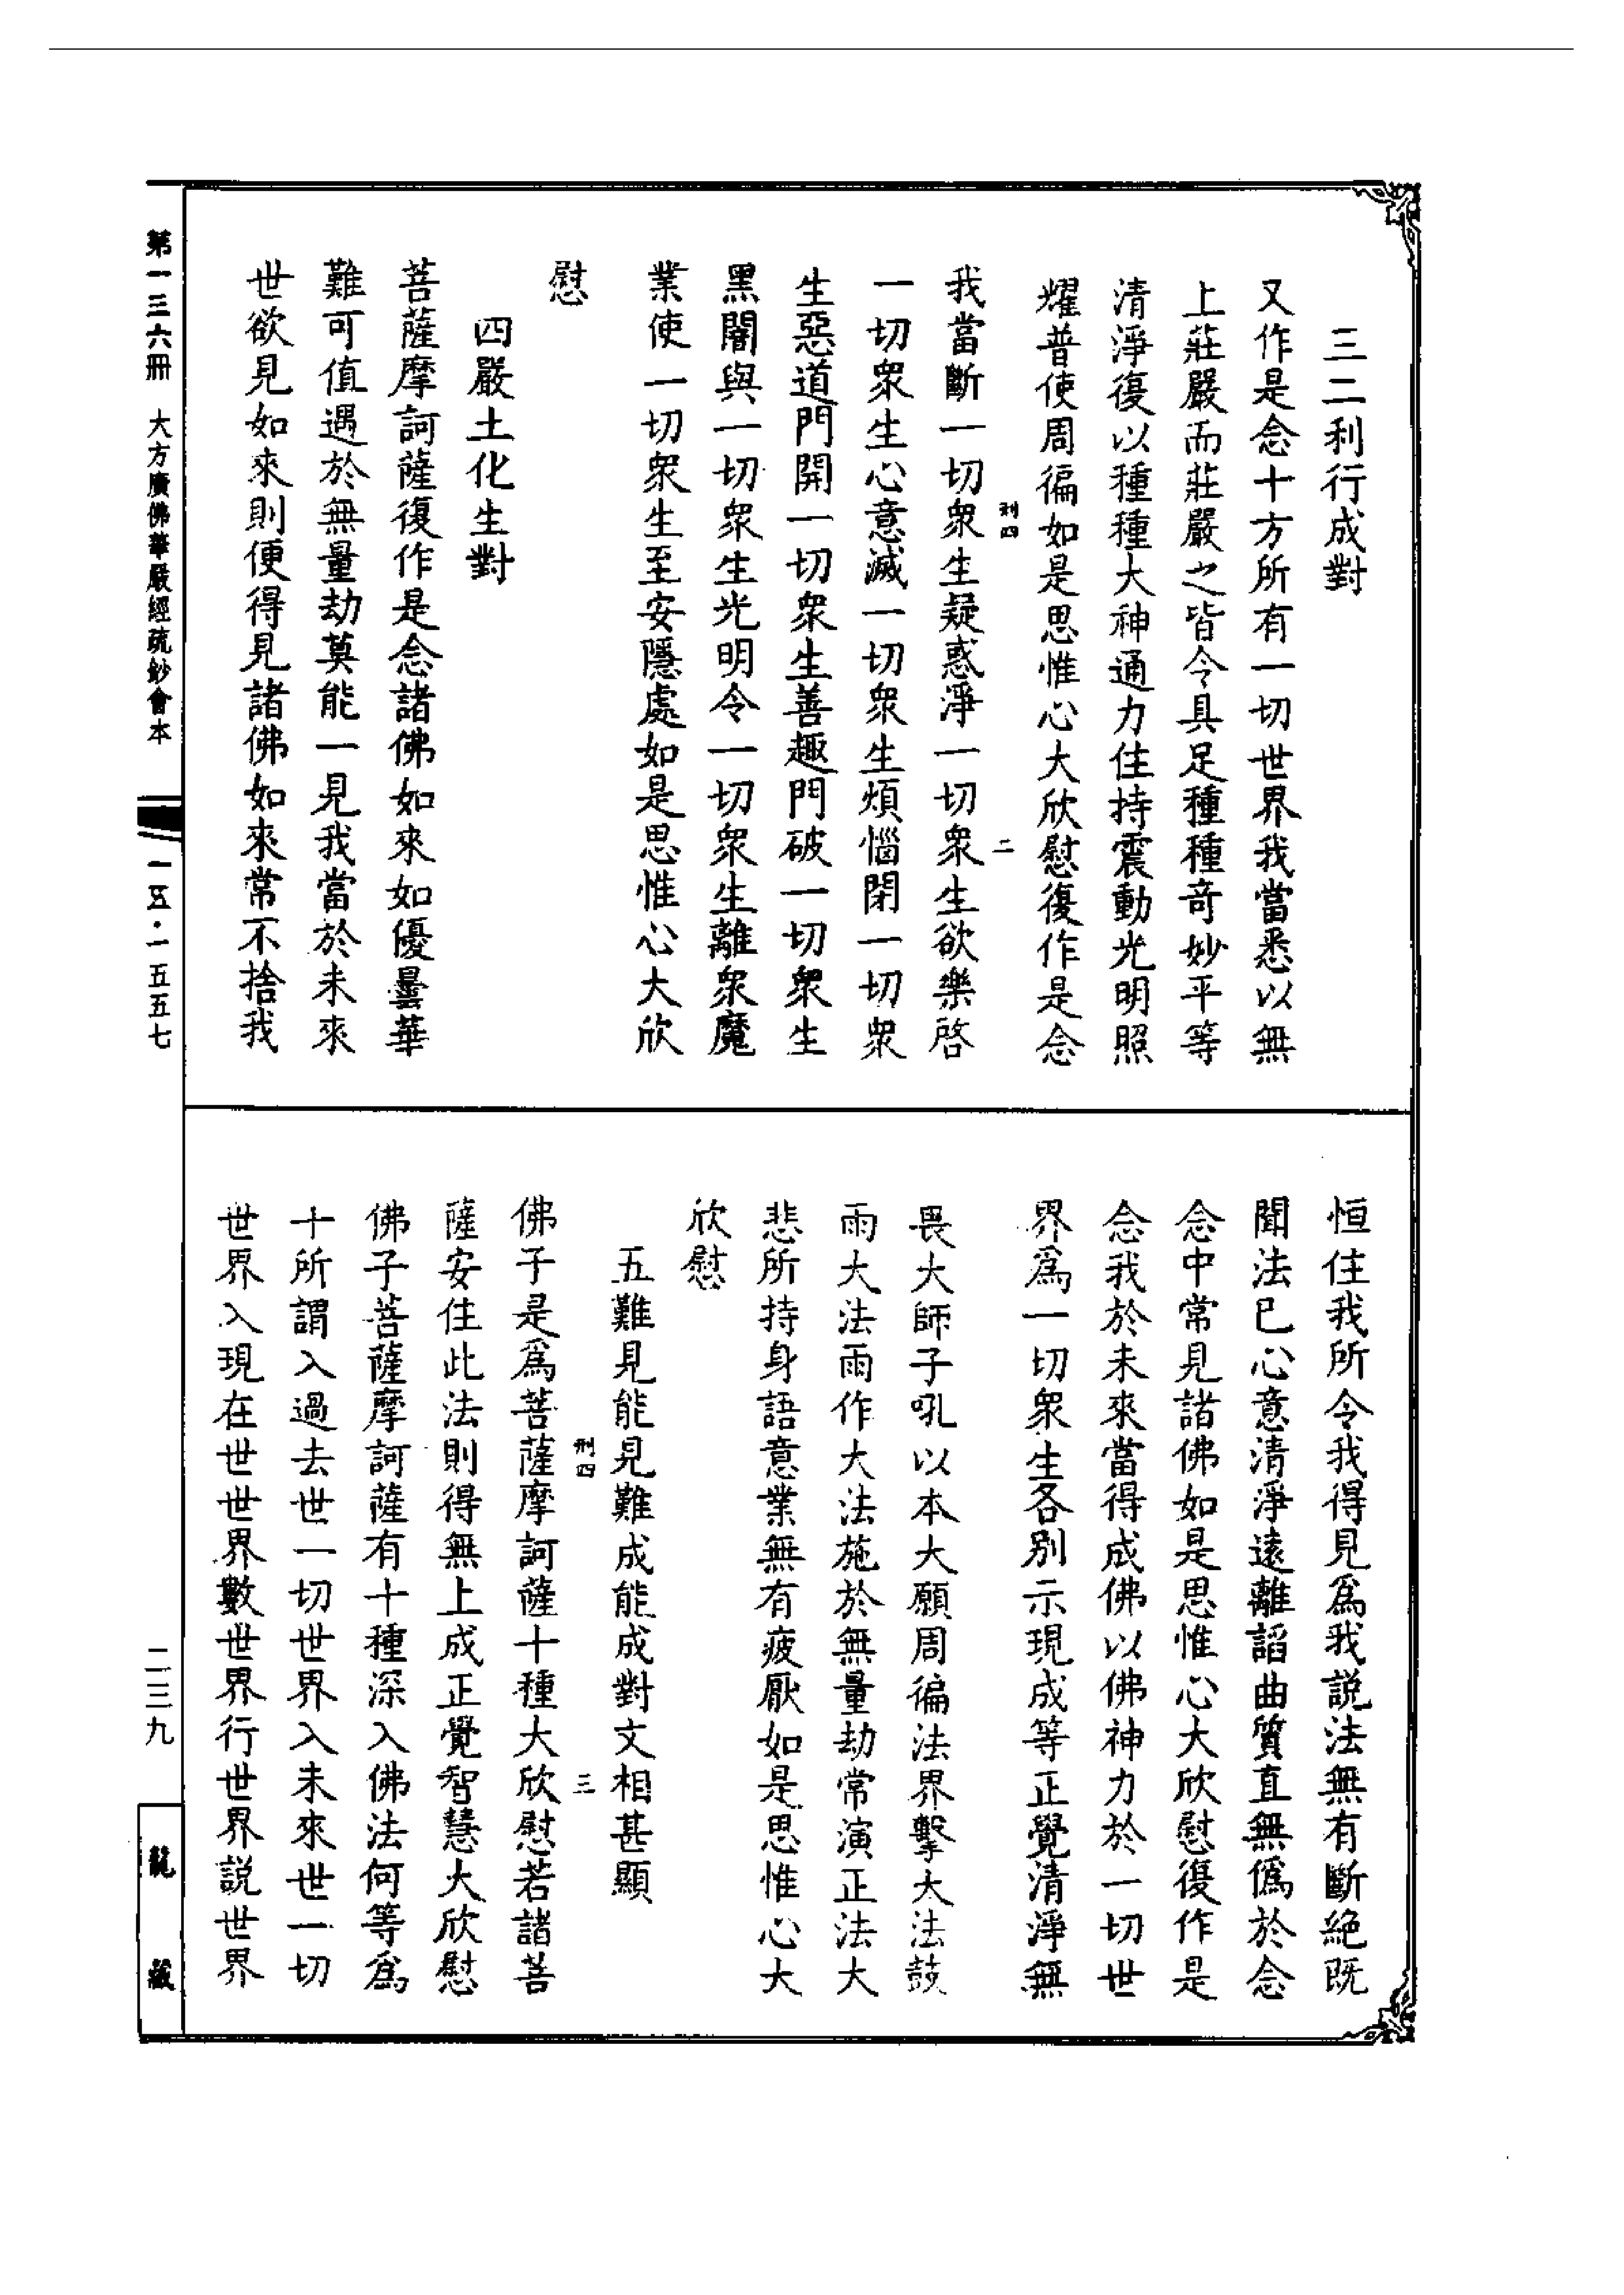 三二利行成對
又作是念十方所有一切世界我當悉以無
上莊嚴而莊嚴之皆令具足種種奇妙平等
清淨復以種種大神通力住持震動光明照
耀普使周徧如是思惟心大欣慰復作是念
刑四 二
我當斷一切衆生疑惑淨一切衆生欲樂啓
一切衆生心意滅一切衆生煩惱閉一切衆
生惡道門開一切衆生善趣門破一切衆生
黑闇與一切衆生光明令一切衆生離衆魔
業使一切衆生至安隱處如是思惟心大欣
慰
四嚴土化生對
菩薩摩訶薩復作是念諸佛如來如優曇華
難可值遇於無量劫莫能一見我當於未來
世欲見如來則便得見諸佛如來常不捨我
恒住我所令我得見爲我說法無有斷絕既
聞法已心意清淨遠離諂曲質直無僞於念
念中常見諸佛如是思惟心大欣慰復作是
念我於未來當得成佛以佛神力於一切世
界爲一切衆生各別示現成等正覺清淨無
畏大師子吼以本大願周徧法界擊大法鼓
雨大法雨作大法施於無量劫常演正法大
悲所持身語意業無有疲厭如是思惟心大
欣慰
五難見能見難成能成對文相甚顯
刑四 三
佛子是爲菩薩摩訶薩十種大欣慰若諸菩
薩安住此法則得無上成正覺智慧大欣慰
佛子菩薩摩訶薩有十種深入佛法何等爲
十所謂入過去世一切世界入未來世一切
世界入現在世世界數世界行世界說世界
第一三六冊 大方廣佛華嚴經疏鈔會本 一五·一五五七
二三九
龍藏